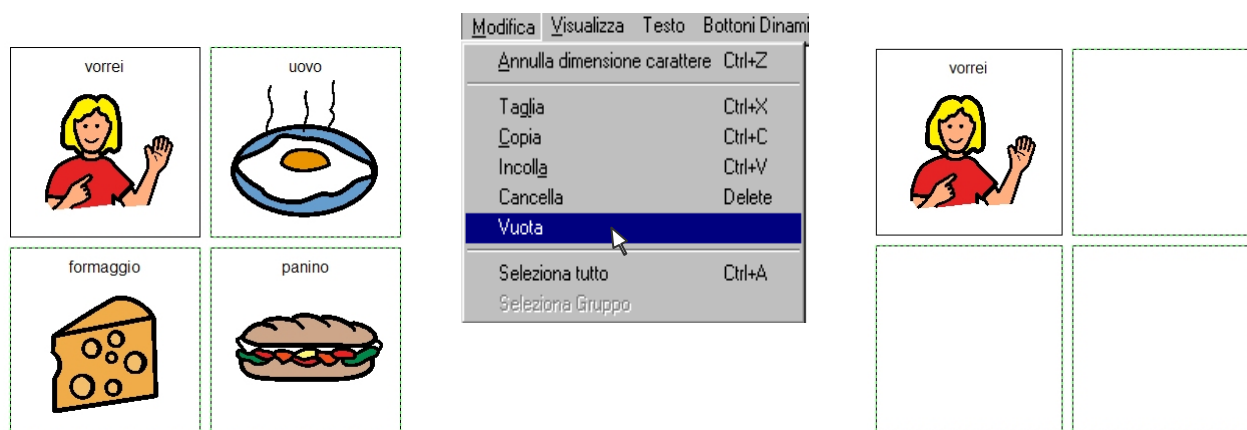 vorrei
uovo
formaggio
panino
Modifica Visualizza Testo Bottoni Dinami
Annulla dimensione carattere Ctrl+Z
Taglia Ctrl+X
Copia Ctrl+C
Incolla Ctrl+V
Cancella Delete
Vuota
Seleziona tutto Ctrl+A
Seleziona Gruppo
vorrei